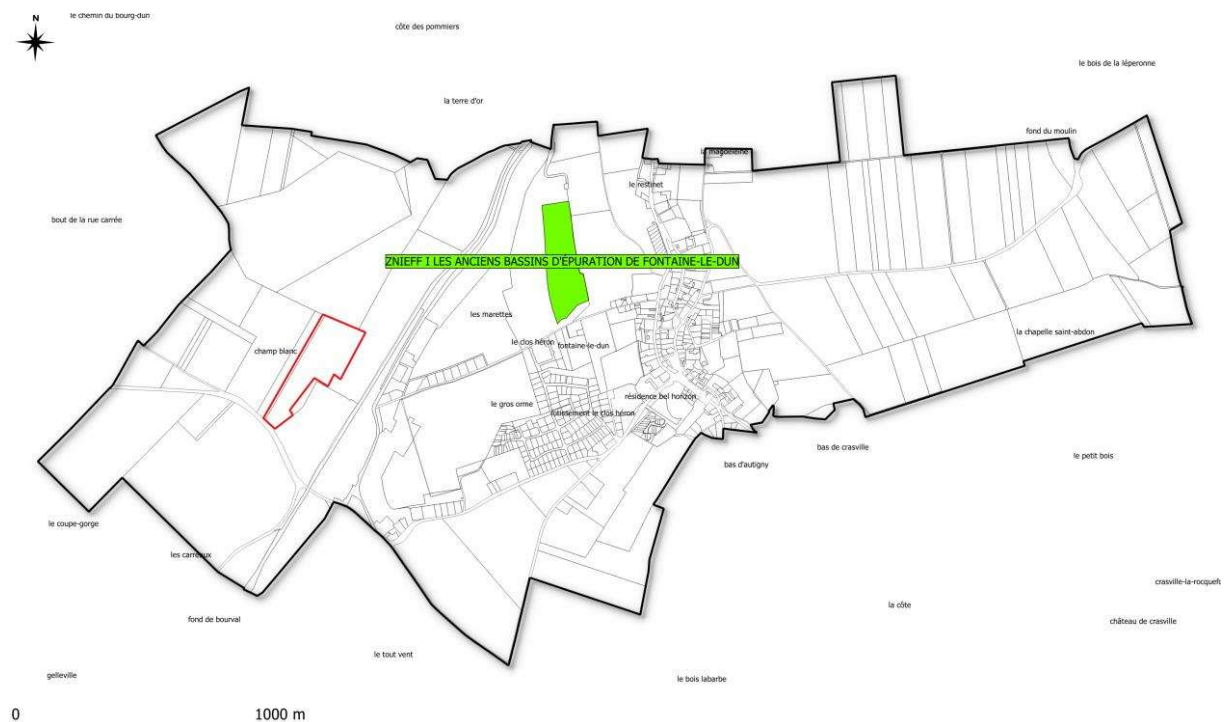 le chemin du bourg-dun
N
côte des pommiers
le bois de la léperonne
la terre d'or
fond du moulin
la magdeleine
le restinet
bout de la rue carrée
ZNIEFF I LES ANCIENS BASSINS D'ÉPURATION DE FONTAINE-LE-DUN
les marettes
la chapelle saint-abdon
le clos héron
fontaine-le-dun
champ blanc
résidence bel horizon
le gros orme
lotissement le clos héron
bas de crasville
le petit bois
bas d'autigny
le coupe-gorge
les carreaux
crasville-la-rocquefo
la côte
fond de bourval
château de crasville
le tout vent
gelleville
le bois labarbe
0
1000 m